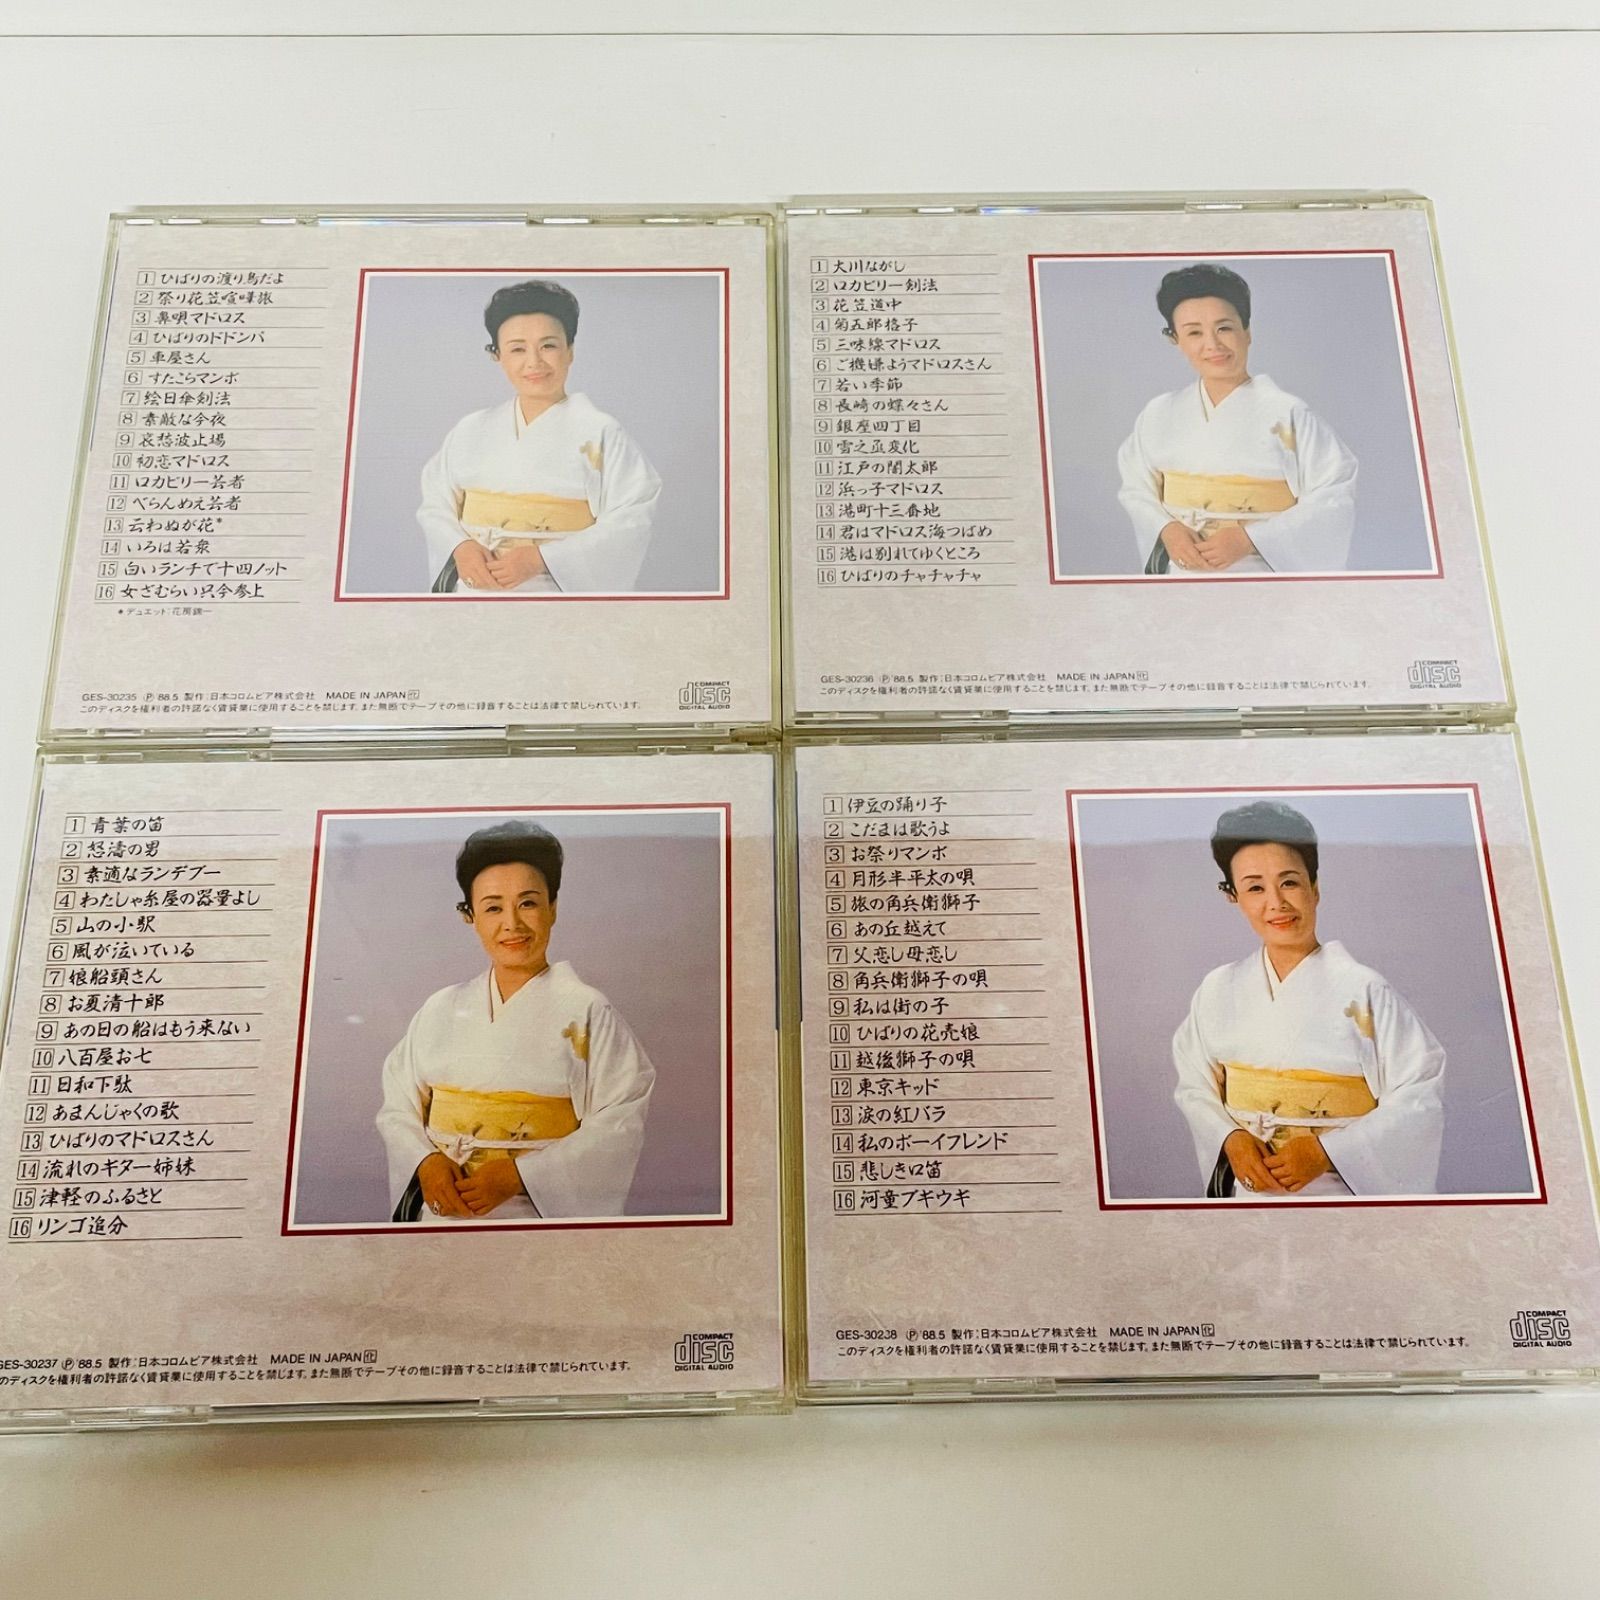 1 ひばりの渡り鳥だよ
2 祭り花笠喧嘩旅
3 鼻唄マドロス
4 ひばりのドドンパ
5 車屋さん
6 すたこらマンボ
7 絵日傘剣法
8 素敵な今夜
9 哀愁波止場
10 初恋マドロス
11 ロカビリー芸者
12 べらんめえ芸者
13 云わぬが花*
14 いろは若衆
15 白いランチで十四ノット
16 女ざむらい只今参上
*デュエット:花房錦一
GES-30235 Ⓟ'88.5 製作:日本コロムビア株式会社 MADE IN JAPAN 化
このディスクを権利者の許諾なく賃貸業に使用することを禁じます。また無断でテープその他に録音することは法律で禁じられています。
COMPACT
disc
DIGITAL AUDIO
1 大川ながし
2 ロカビリー剣法
3 花笠道中
4 菊五郎格子
5 三味線マドロス
6 ご機嫌ようマドロスさん
7 若い季節
8 長崎の蝶々さん
9 銀座四丁目
10 雪之丞変化
11 江戸の闇太郎
12 浜っ子マドロス
13 港町十三番地
14 君はマドロス海つばめ
15 港は別れてゆくところ
16 ひばりのチャチャチャ
GES-30236 Ⓟ'88.5 製作:日本コロムビア株式会社 MADE IN JAPAN 化
このディスクを権利者の許諾なく賃貸業に使用することを禁じます。また無断でテープその他に録音することは法律で禁じられています。
COMPACT
disc
DIGITAL AUDIO
1 青葉の笛
2 怒濤の男
3 素適なランデブー
4 わたしゃ糸屋の器量よし
5 山の小駅
6 風が泣いている
7 娘船頭さん
8 お夏清十郎
9 あの日の船はもう来ない
10 八百屋お七
11 日和下駄
12 あまんじゃくの歌
13 ひばりのマドロスさん
14 流れのギター姉妹
15 津軽のふるさと
16 リンゴ追分
GES-30237 Ⓟ'88.5 製作:日本コロムビア株式会社 MADE IN JAPAN 化
のディスクを権利者の許諾なく賃貸業に使用することを禁じます。また無断でテープその他に録音することは法律で禁じられています。
COMPACT
disc
DIGITAL AUDIO
1 伊豆の踊り子
2 こだまは歌うよ
3 お祭りマンボ
4 月形半平太の唄
5 旅の角兵衛獅子
6 あの丘越えて
7 父恋し母恋し
8 角兵衛獅子の唄
9 私は街の子
10 ひばりの花売娘
11 越後獅子の唄
12 東京キッド
13 涙の紅バラ
14 私のボーイフレンド
15 悲しき口笛
16 河童ブギウギ
GES-30238 Ⓟ'88.5 製作:日本コロムビア株式会社 MADE IN JAPAN 化
このディスクを権利者の許諾なく賃貸業に使用することを禁じます。また無断でテープその他に録音することは法律で禁じられています。
COMPACT
disc
DIGITAL AUDIO